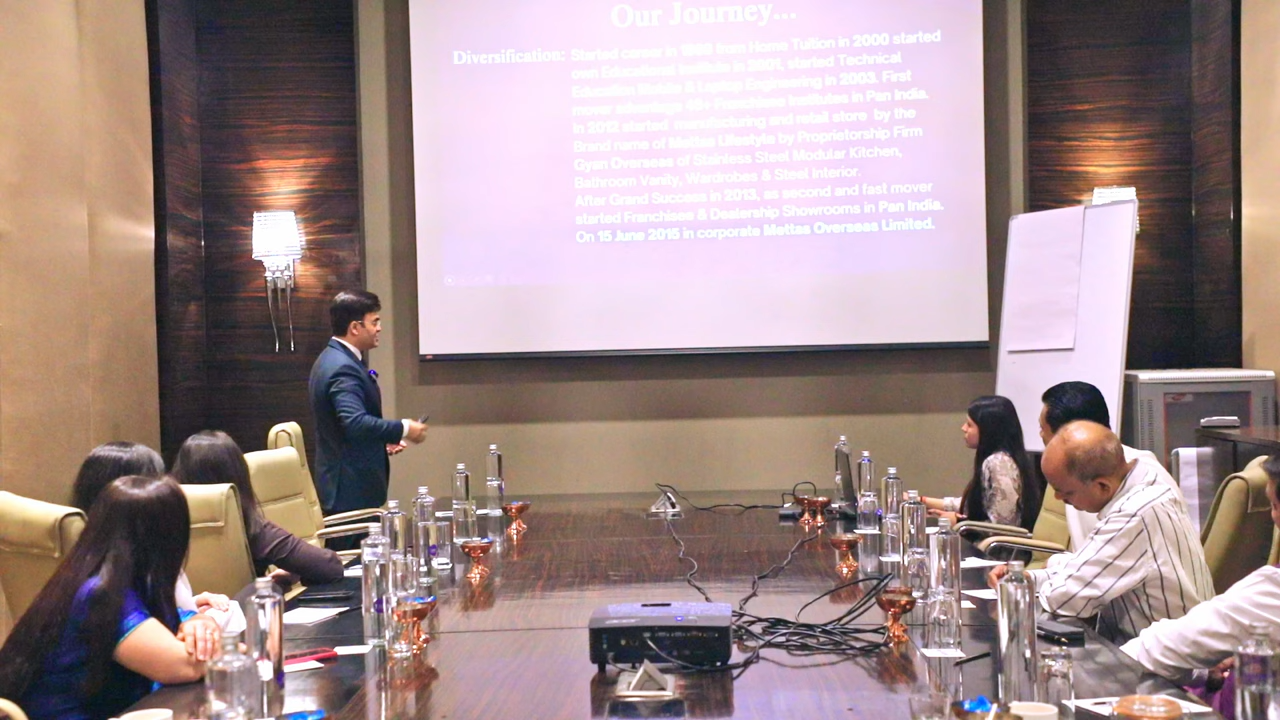 Our Journey...
Diversification: Started career in 1999 from Home Tuition in 2000 started
own Educational Institute in 2001, started Technical
Education Mobile & Laptop Engineering in 2003. First
mover advantage 45+ Franchisee Institutes in Pan India.
In 2012 started manufacturing and retail store by the
Brand name of Mettas Lifestyle by Proprietorship Firm
Gyan Overseas of Stainless Steel Modular Kitchen,
Bathroom Vanity, Wardrobes & Steel Interior.
After Grand Success in 2013, as second and fast mover
started Franchises & Dealership Showrooms in Pan India.
On 15 June 2015 in corporate Mettas Overseas Limited.
acer